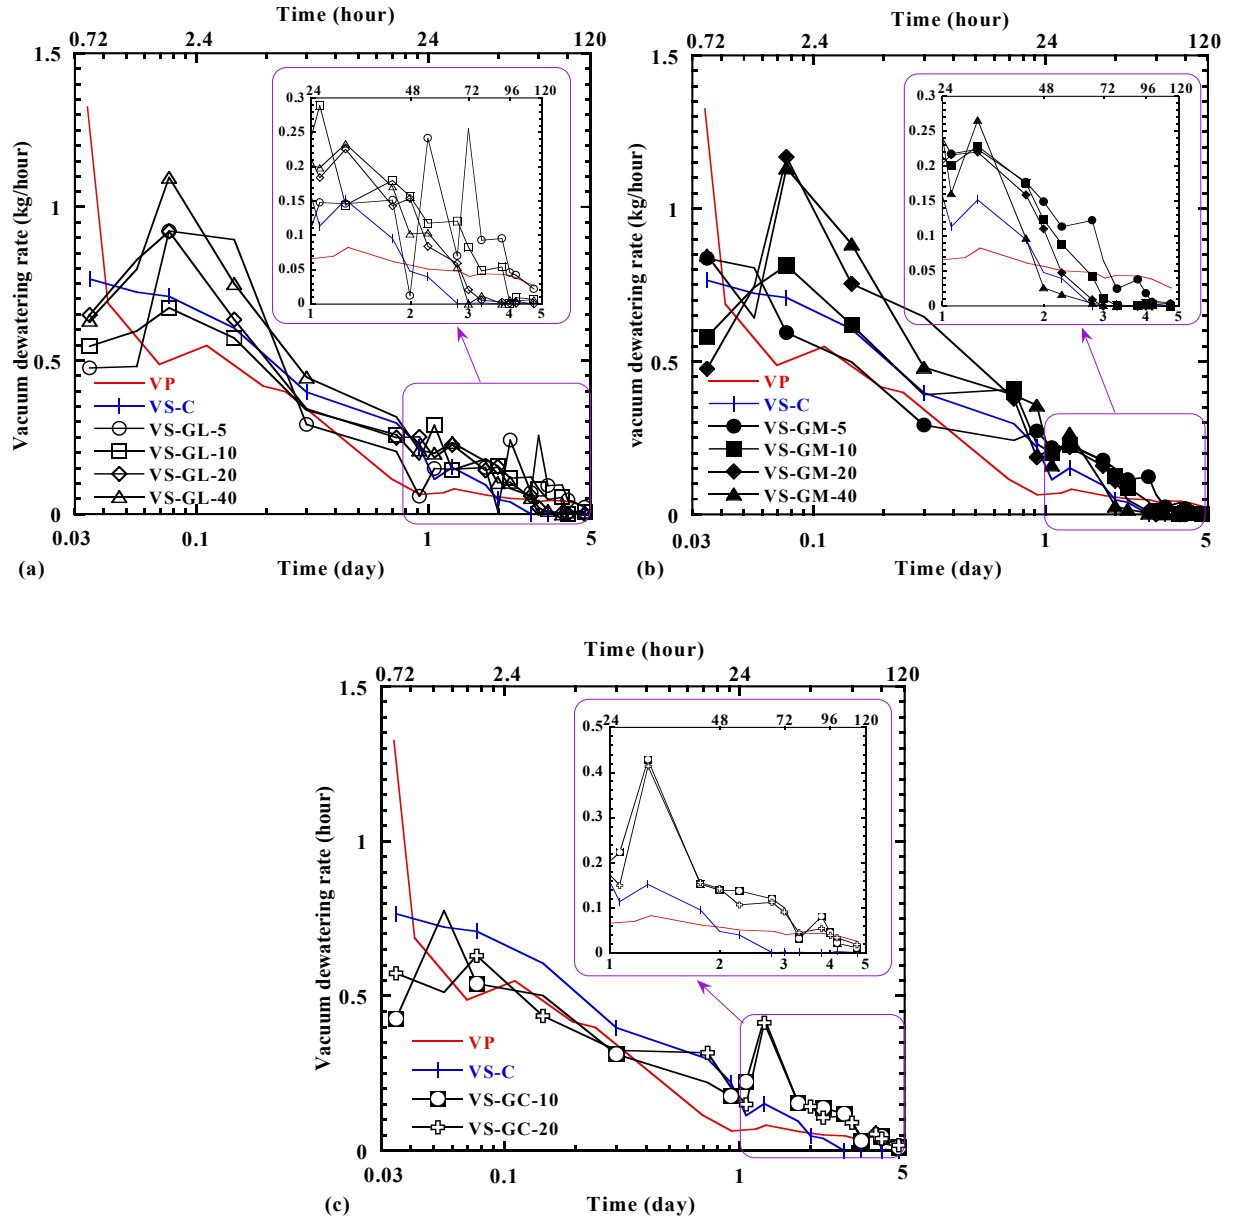 Time (hour)
0.72 2.4 24 120
1.5
1
0.5
0
Vacuum dewatering rate (kg/hour)
24 48 72 96 120
0.3
0.25
0.2
0.15
0.1
0.05
0
1 2 3 4 5
VP
VS-C
VS-GL-5
VS-GL-10
VS-GL-20
VS-GL-40
0.03 0.1 1 5
(a) Time (day)
Time (hour)
0.72 2.4 24 120
1.5
1
0.5
0
Vacuum dewatering rate (kg/hour)
24 48 72 96 120
0.3
0.25
0.2
0.15
0.1
0.05
0
1 2 3 4 5
VP
VS-C
VS-GM-5
VS-GM-10
VS-GM-20
VS-GM-40
0.03 0.1 1 5
(b) Time (day)
Time (hour)
0.72 2.4 24 120
1.5
1
0.5
0
Vacuum dewatering rate (hour)
24 48 72 96 120
0.5
0.4
0.3
0.2
0.1
0
1 2 3 4 5
VP
VS-C
VS-GC-10
VS-GC-20
0.03 0.1 1 5
(c) Time (day)